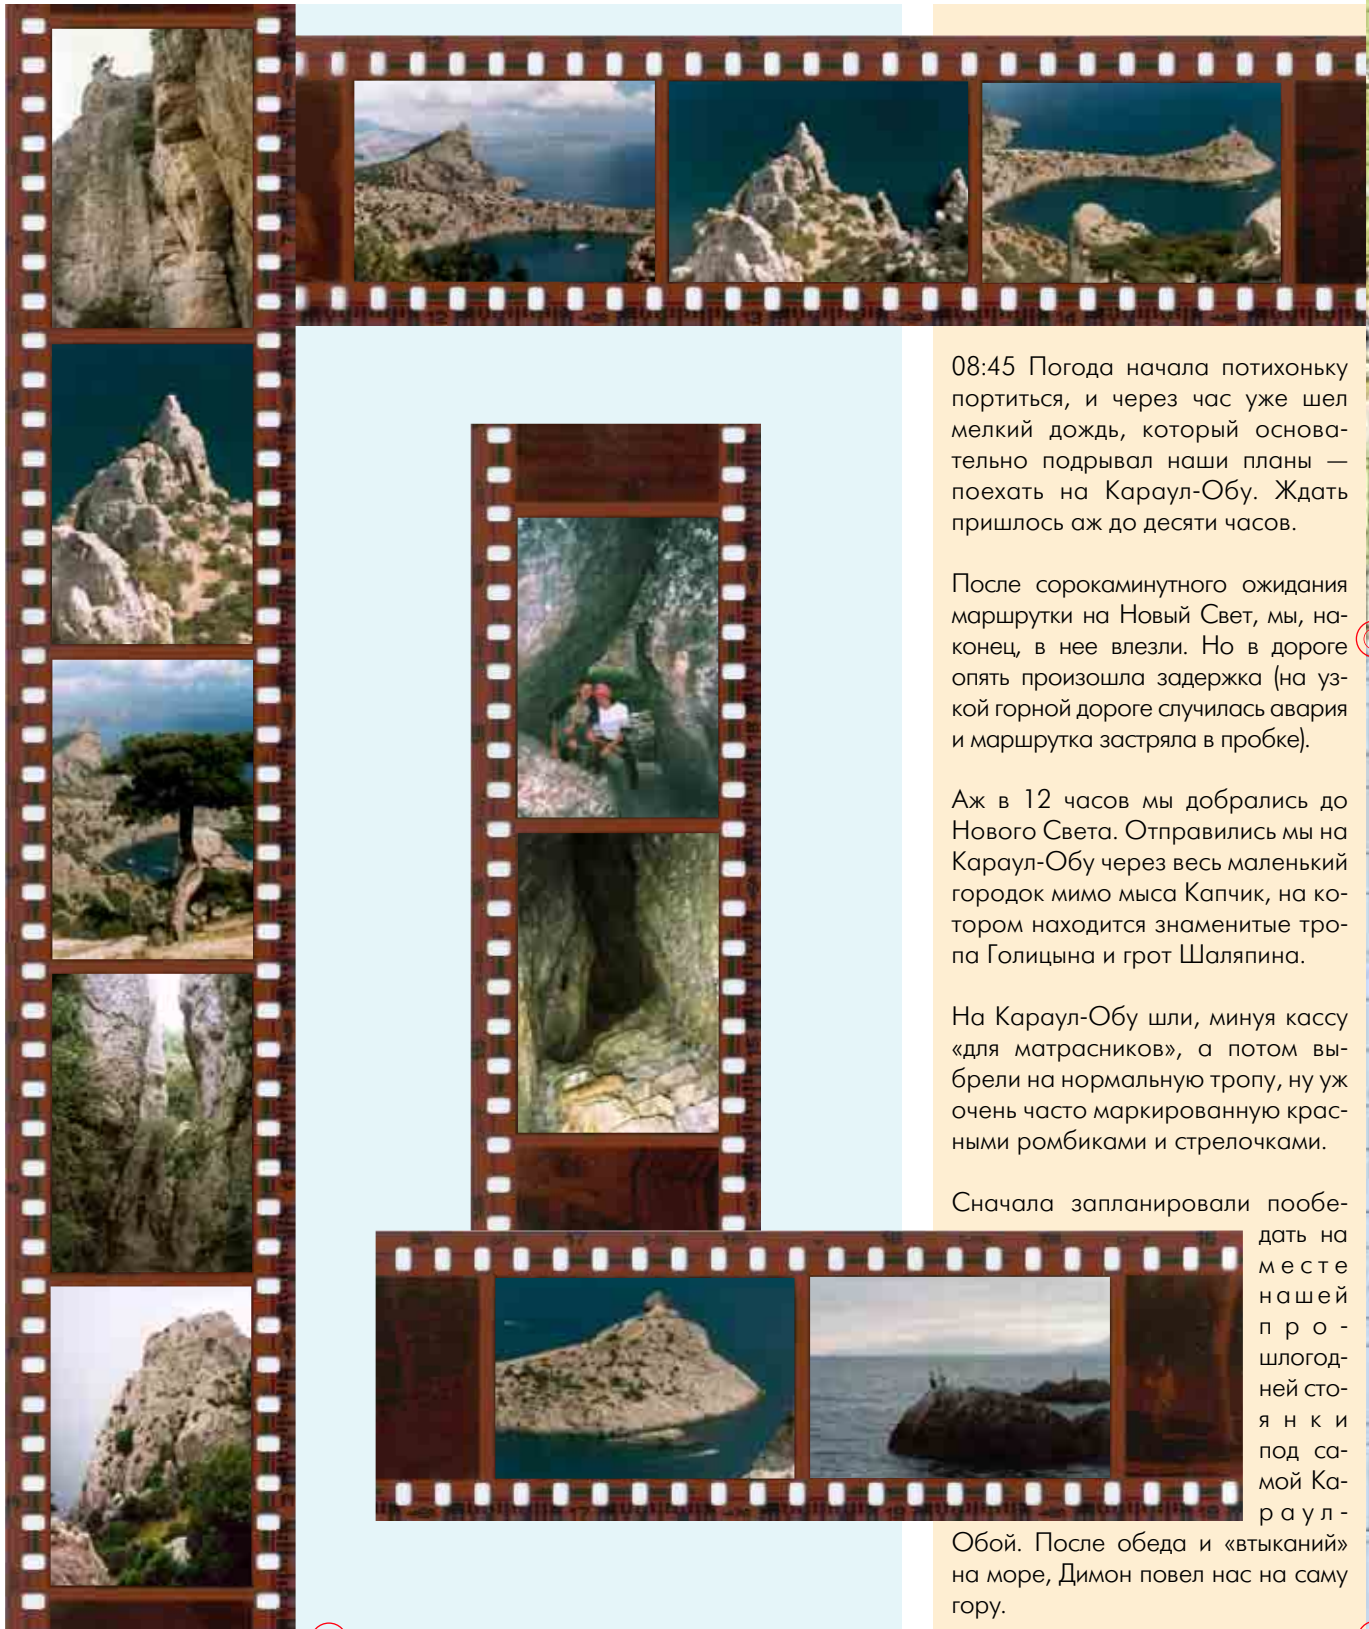 08:45 Погода начала потихоньку
портиться, и через час уже шел
мелкий дождь, который основа-
тельно подрывал наши планы —
поехать на Караул-Обу. Ждать
пришлось аж до десяти часов.
После сорокаминутного ожидания
маршрутки на Новый Свет, мы, на-
конец, в нее влезли. Но в дороге
опять произошла задержка (на уз-
кой горной дороге случилась авария
и маршрутка застряла в пробке).
Аж в 12 часов мы добрались до
Нового Света. Отправились мы на
Караул-Обу через весь маленький
городок мимо мыса Капчик, на ко-
тором находится знаменитые тро-
па Голицына и грот Шаляпина.
На Караул-Обу шли, минуя кассу
«для матрасников», а потом вы-
брели на нормальную тропу, ну уж
очень часто маркированную крас-
ными ромбиками и стрелочками.
Сначала запланировали пообе-
дать на
месте
нашей
про-
шлогод-
ней сто-
янки
под са-
мой Ка-
раул-
Обой. После обеда и «втыканий»
на море, Димон повел нас на саму
гору.